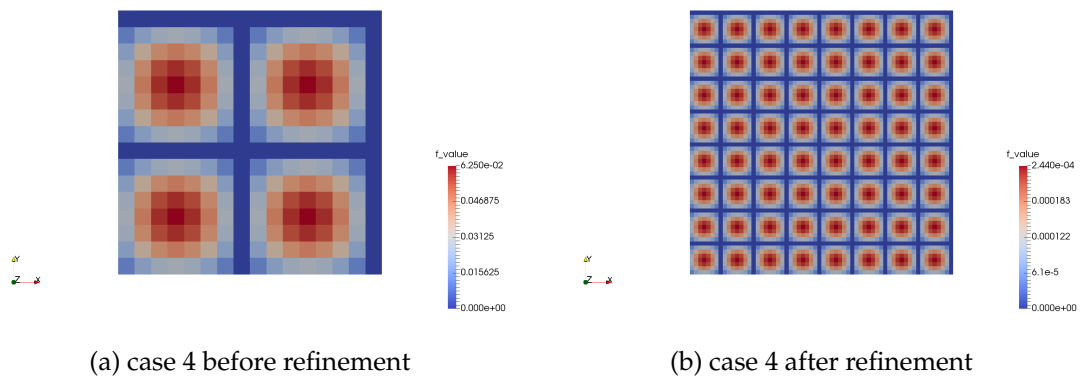 f_value
6.250e-02
0.046875
0.03125
0.015625
0.000e+00
Y
Z
X
(a) case 4 before refinement
f_value
2.440e-04
0.000183
0.000122
6.1e-5
0.000e+00
Y
Z
X
(b) case 4 after refinement